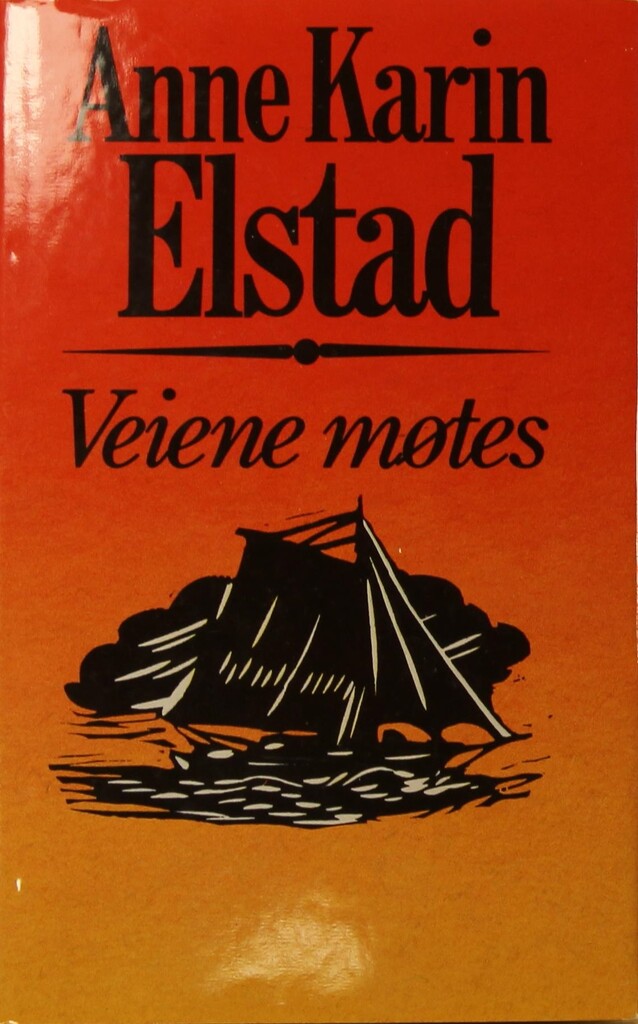 Anne Karin
Elstad
Veiene møtes